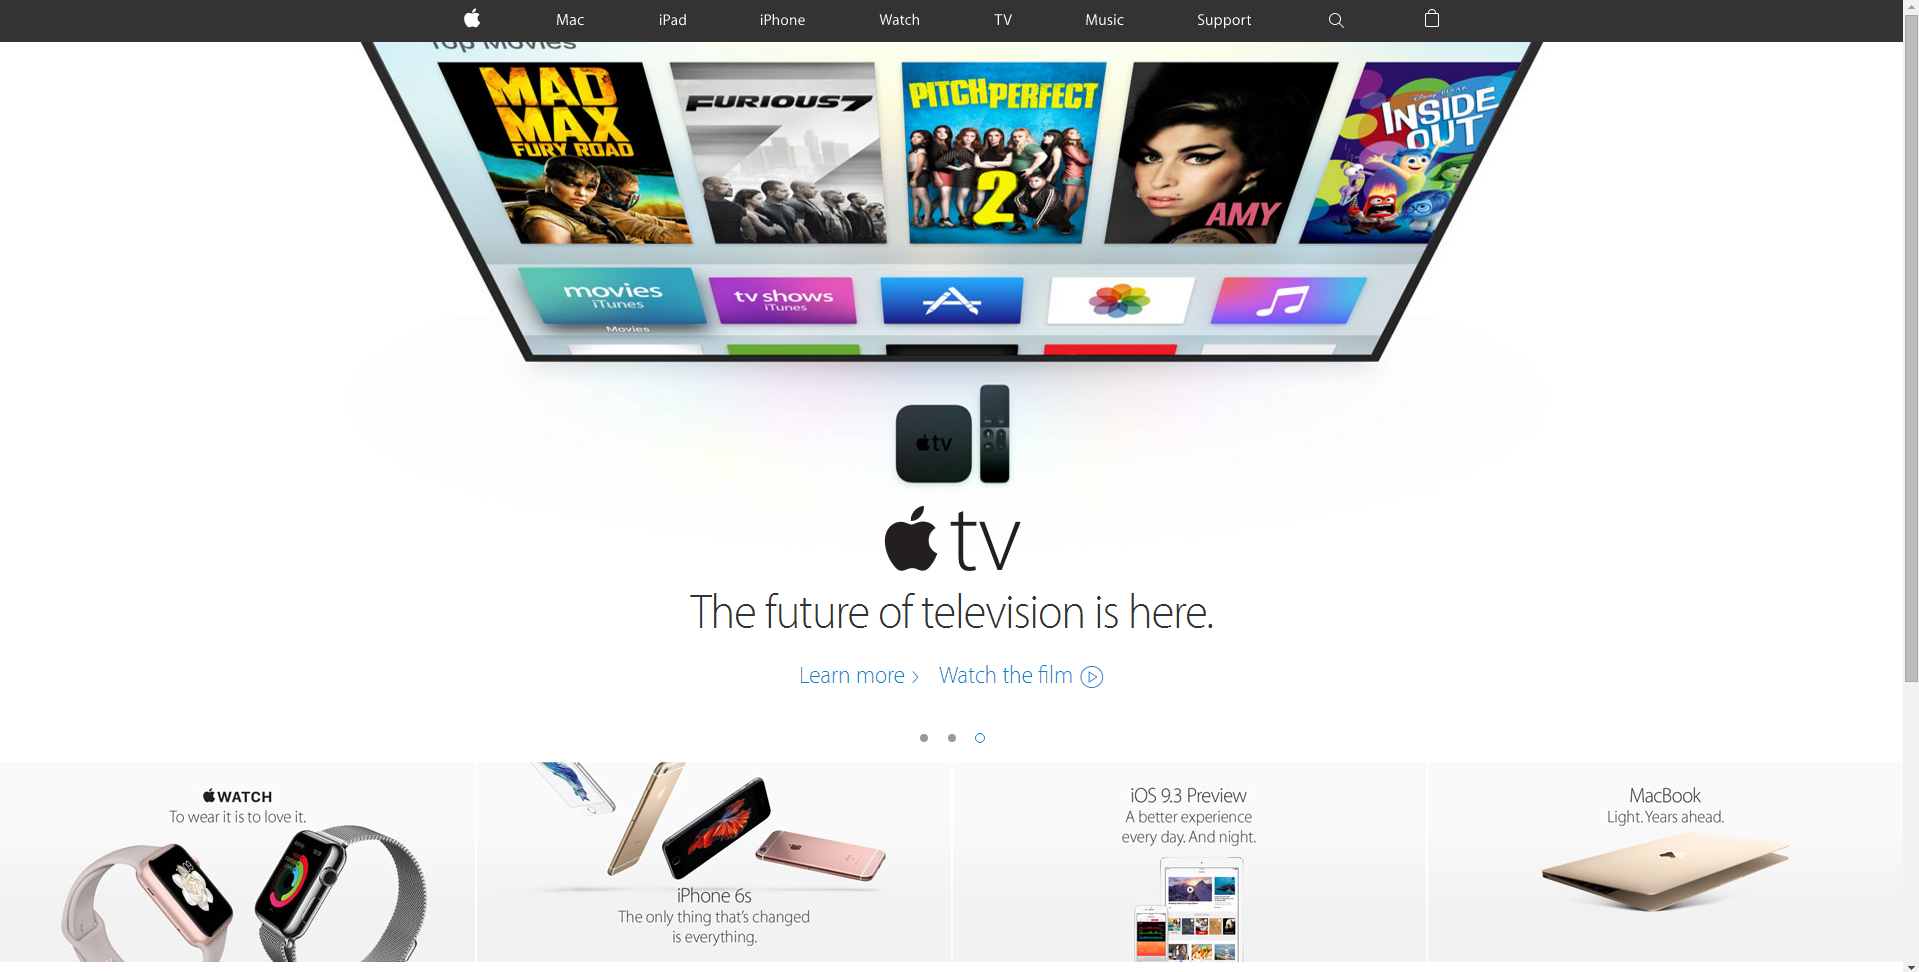 Mac
iPad
iPhone
Watch
TV
Music
Support
Top Movies
MAD
MAX
FURY ROAD
FURIOUS 7
PITCH PERFECT
2
AMY
DISNEY·PIXAR
INSIDE
OUT
movies
iTunes
tv shows
iTunes
Movies
tv
tv
The future of television is here.
Learn more
Watch the film
WATCH
To wear it is to love it.
iPhone 6s
The only thing that's changed
is everything.
iOS 9.3 Preview
A better experience
every day. And night.
MacBook
Light. Years ahead.